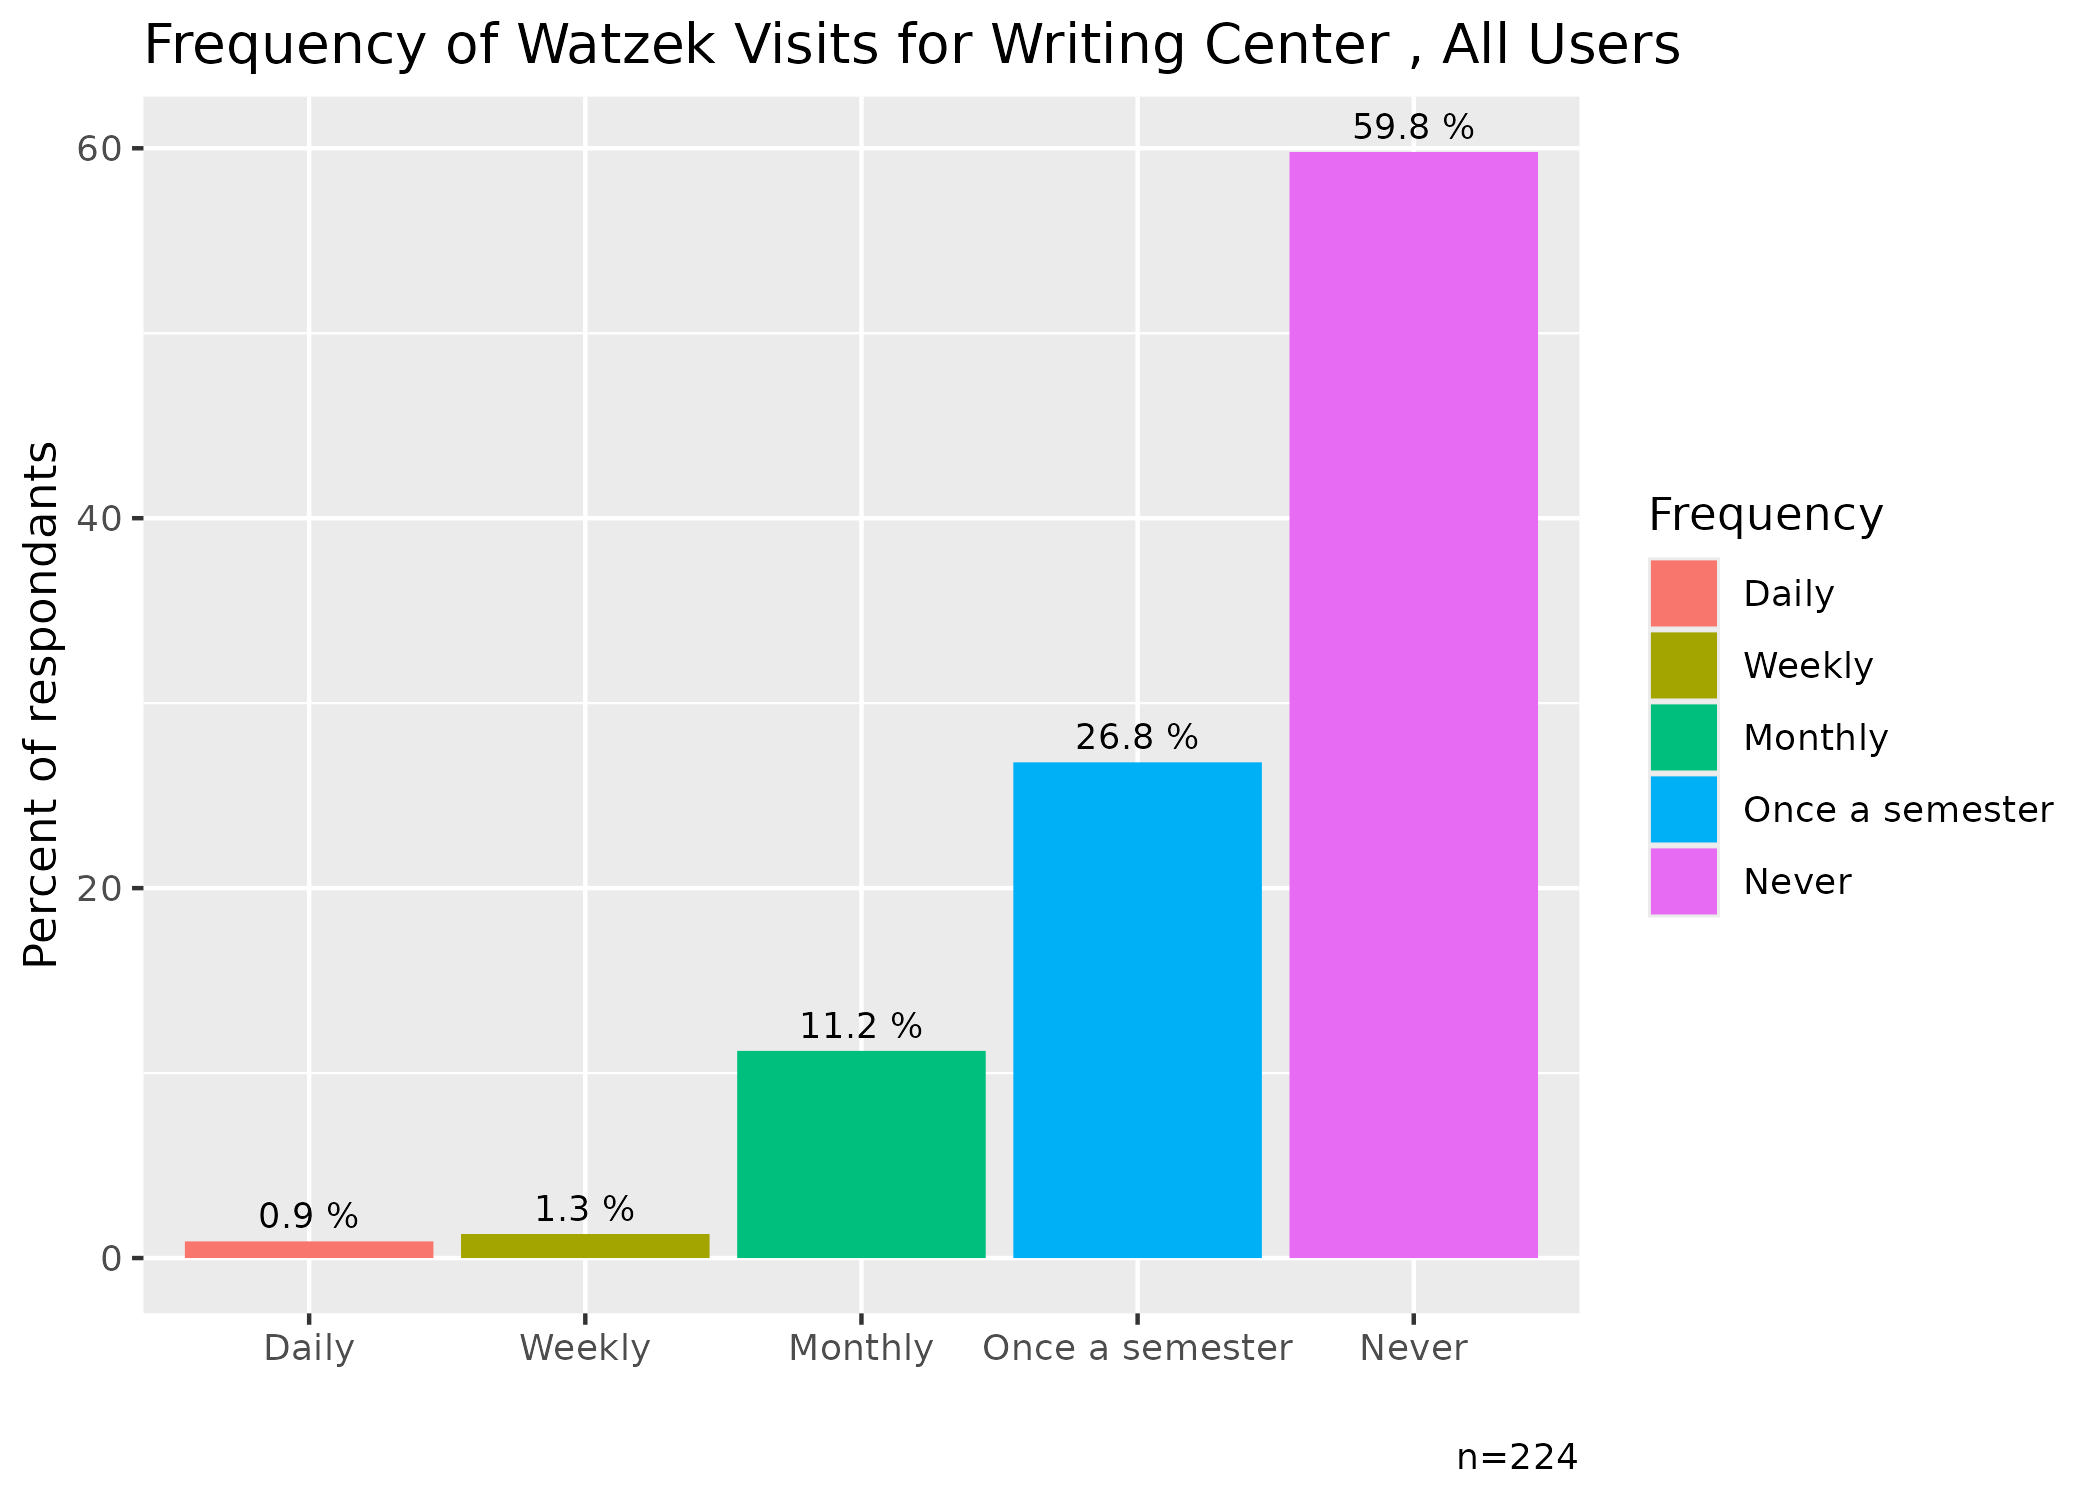 Frequency of Watzek Visits for Writing Center , All Users
Percent of respondants
60
40
20
0
0.9 %
1.3 %
11.2 %
26.8 %
59.8 %
Daily
Weekly
Monthly
Once a semester
Never
Frequency
Daily
Weekly
Monthly
Once a semester
Never
n=224